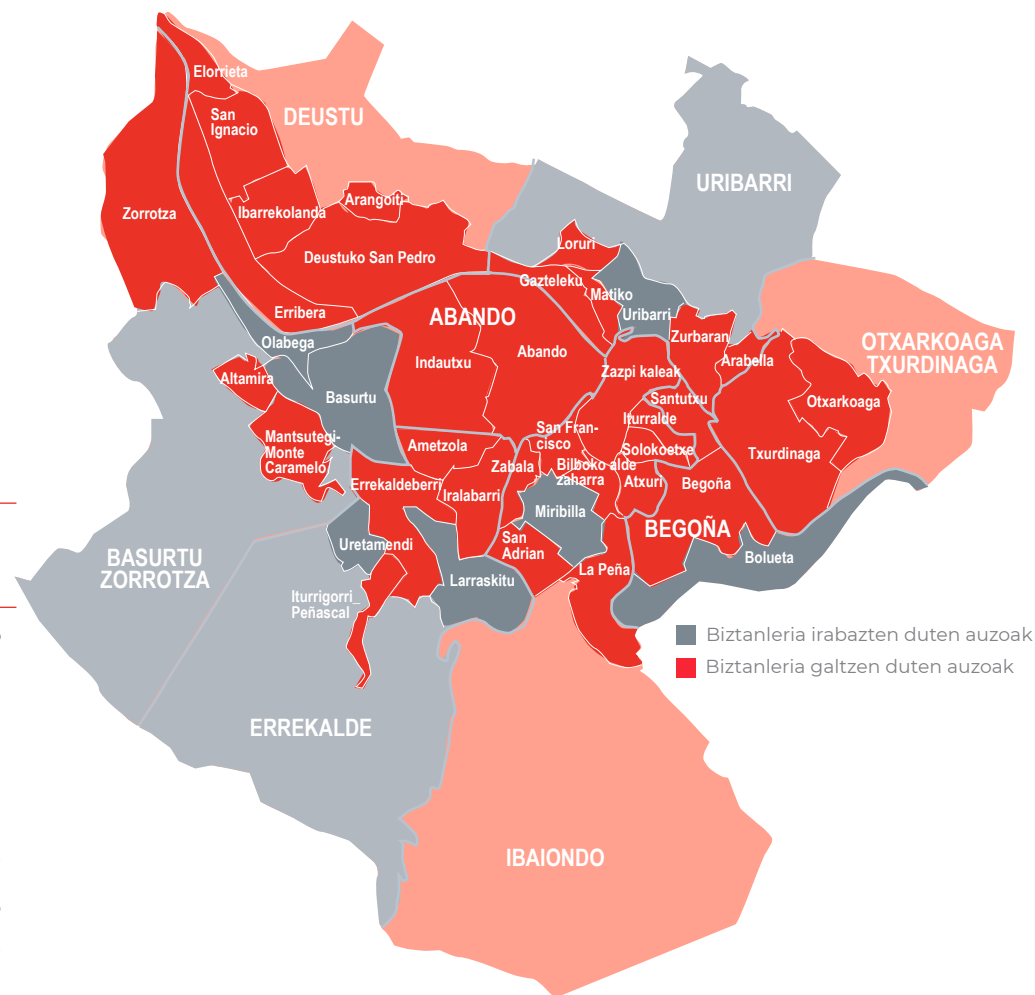 Elorrieta
San
Ignacio
DEUSTU
URIBARRI
Zorrotza
Ibarrekolanda
Arangoiti
Deustuko San Pedro
Loruri
Gazteleku
Matiko
Uribarri
Erribera
ABANDO
Olabega
Indautxu
Abando
Zurbaran
Arabella
OTXARKOAGA
TXURDINAGA
Altamira
Basurtu
Zazpi kaleak
Santutxu
Otxarkoaga
Iturralde
San Fran-
cisco
Mantsutegi-
Monte
Caramelo
Ametzola
Solokoetxe
Txurdinaga
Zabala
Bilboko alde
zaharra
Errekaldeberri
Iralabarri
Atxuri
Begoña
Miribilla
BEGOÑA
Uretamendi
San
Adrian
Bolueta
BASURTU
ZORROTZA
La Peña
Larraskitu
Iturrigorri_
Peñascal
Biztanleria irabazten duten auzoak
Biztanleria galtzen duten auzoak
ERREKALDE
IBAIONDO